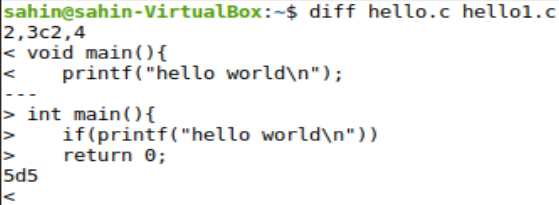 sahin@sahin-VirtualBox:~$ diff hello.c hello1.c
2,3c2,4
< void main(){
<    printf("hello world\n");
---
> int main(){
>    if(printf("hello world\n"))
>    return 0;
5d5
<